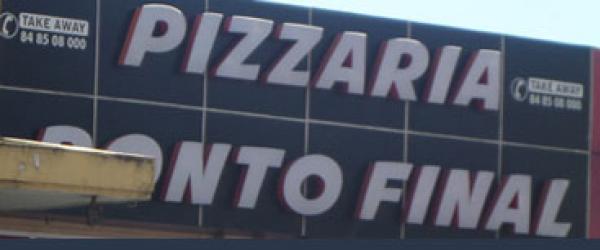 TAKE AWAY
84 85 08 000
PIZZARIA
TAKE AWAY
84 85 08 000
PONTO FINAL